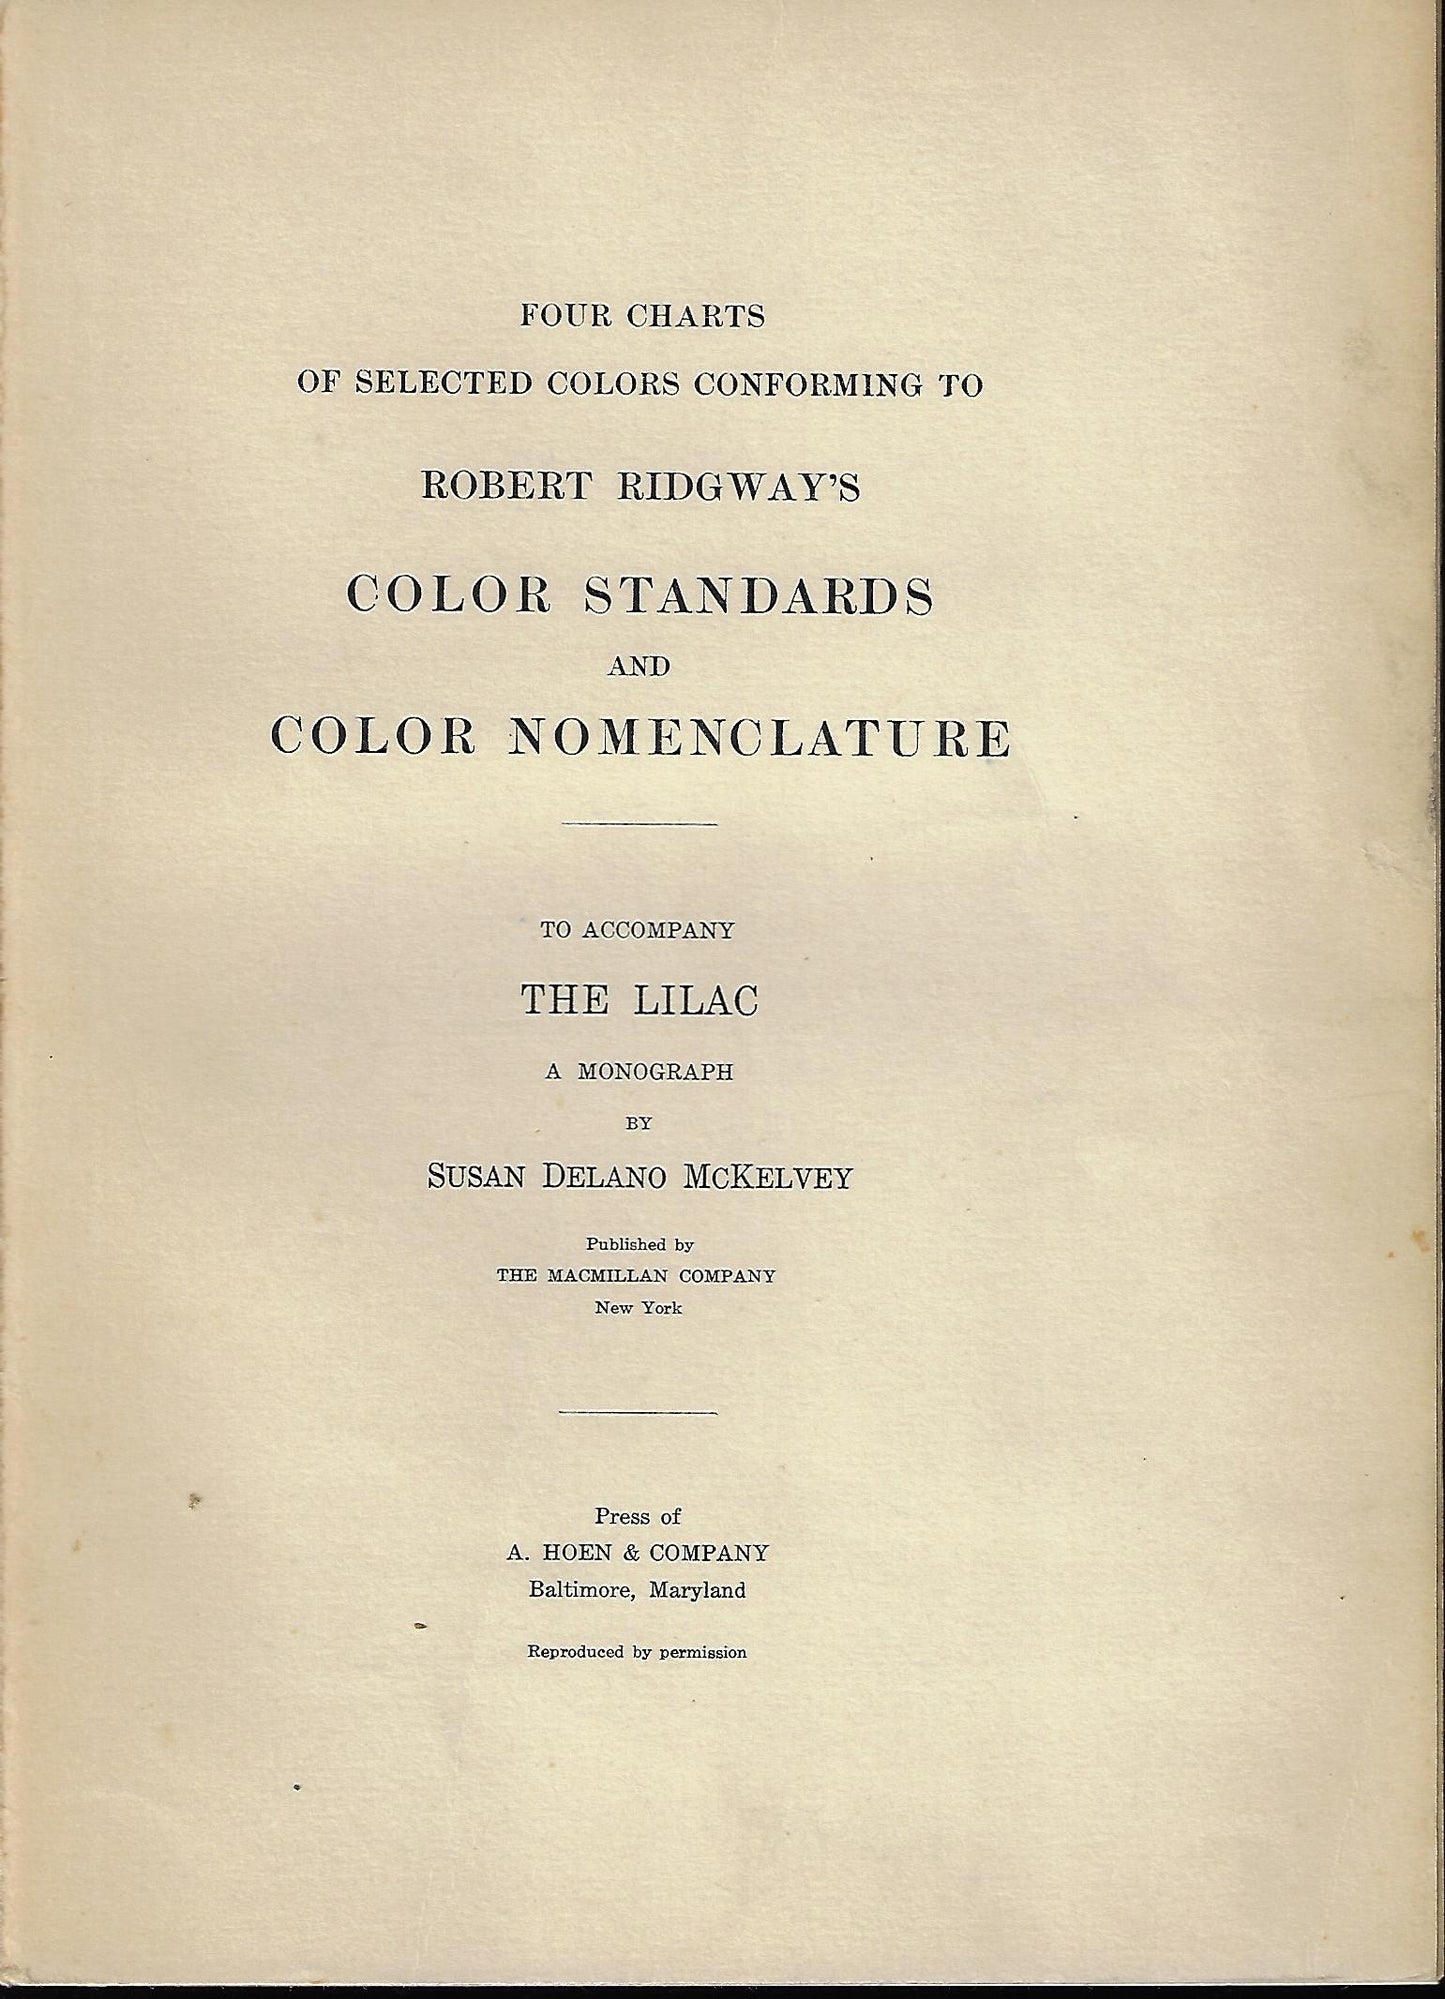 FOUR CHARTS
OF SELECTED COLORS CONFORMING TO
ROBERT RIDGWAY'S
COLOR STANDARDS
AND
COLOR NOMENCLATURE
TO ACCOMPANY
THE LILAC
A MONOGRAPH
BY
SUSAN DELANO MCKELVEY
Published by
THE MACMILLAN COMPANY
New York
Press of
A. HOEN & COMPANY
Baltimore, Maryland
Reproduced by permission